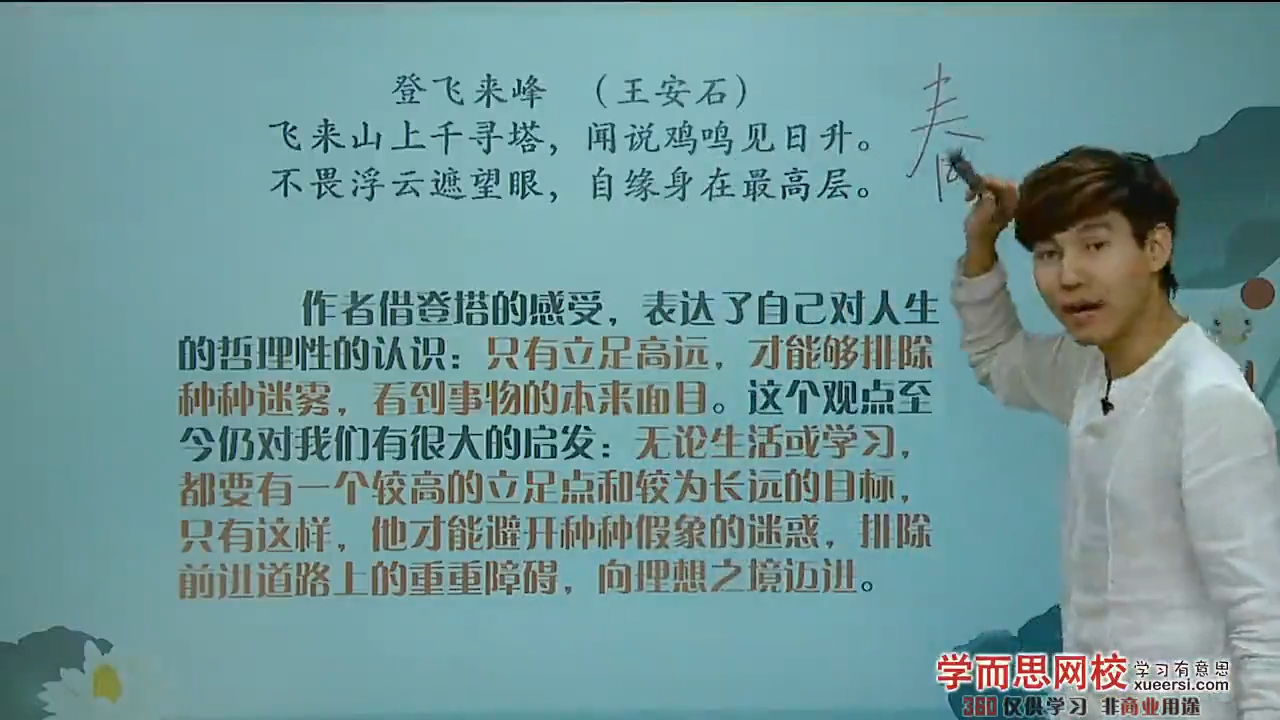 登飞来峰 （王安石）
飞来山上千寻塔，闻说鸡鸣见日升。
不畏浮云遮望眼，自缘身在最高层。
作者借登塔的感受，表达了自己对人生
的哲理性的认识：只有立足高远，才能够排除
种种迷雾，看到事物的本来面目。这个观点至
今仍对我们有很大的启发：无论生活或学习，
都要有一个较高的立足点和较为长远的目标，
只有这样，他才能避开种种假象的迷惑，排除
前进道路上的重重障碍，向理想之境迈进。
学而思网校 学习有意思
xueersi.com
360 仅供学习 非商业用途